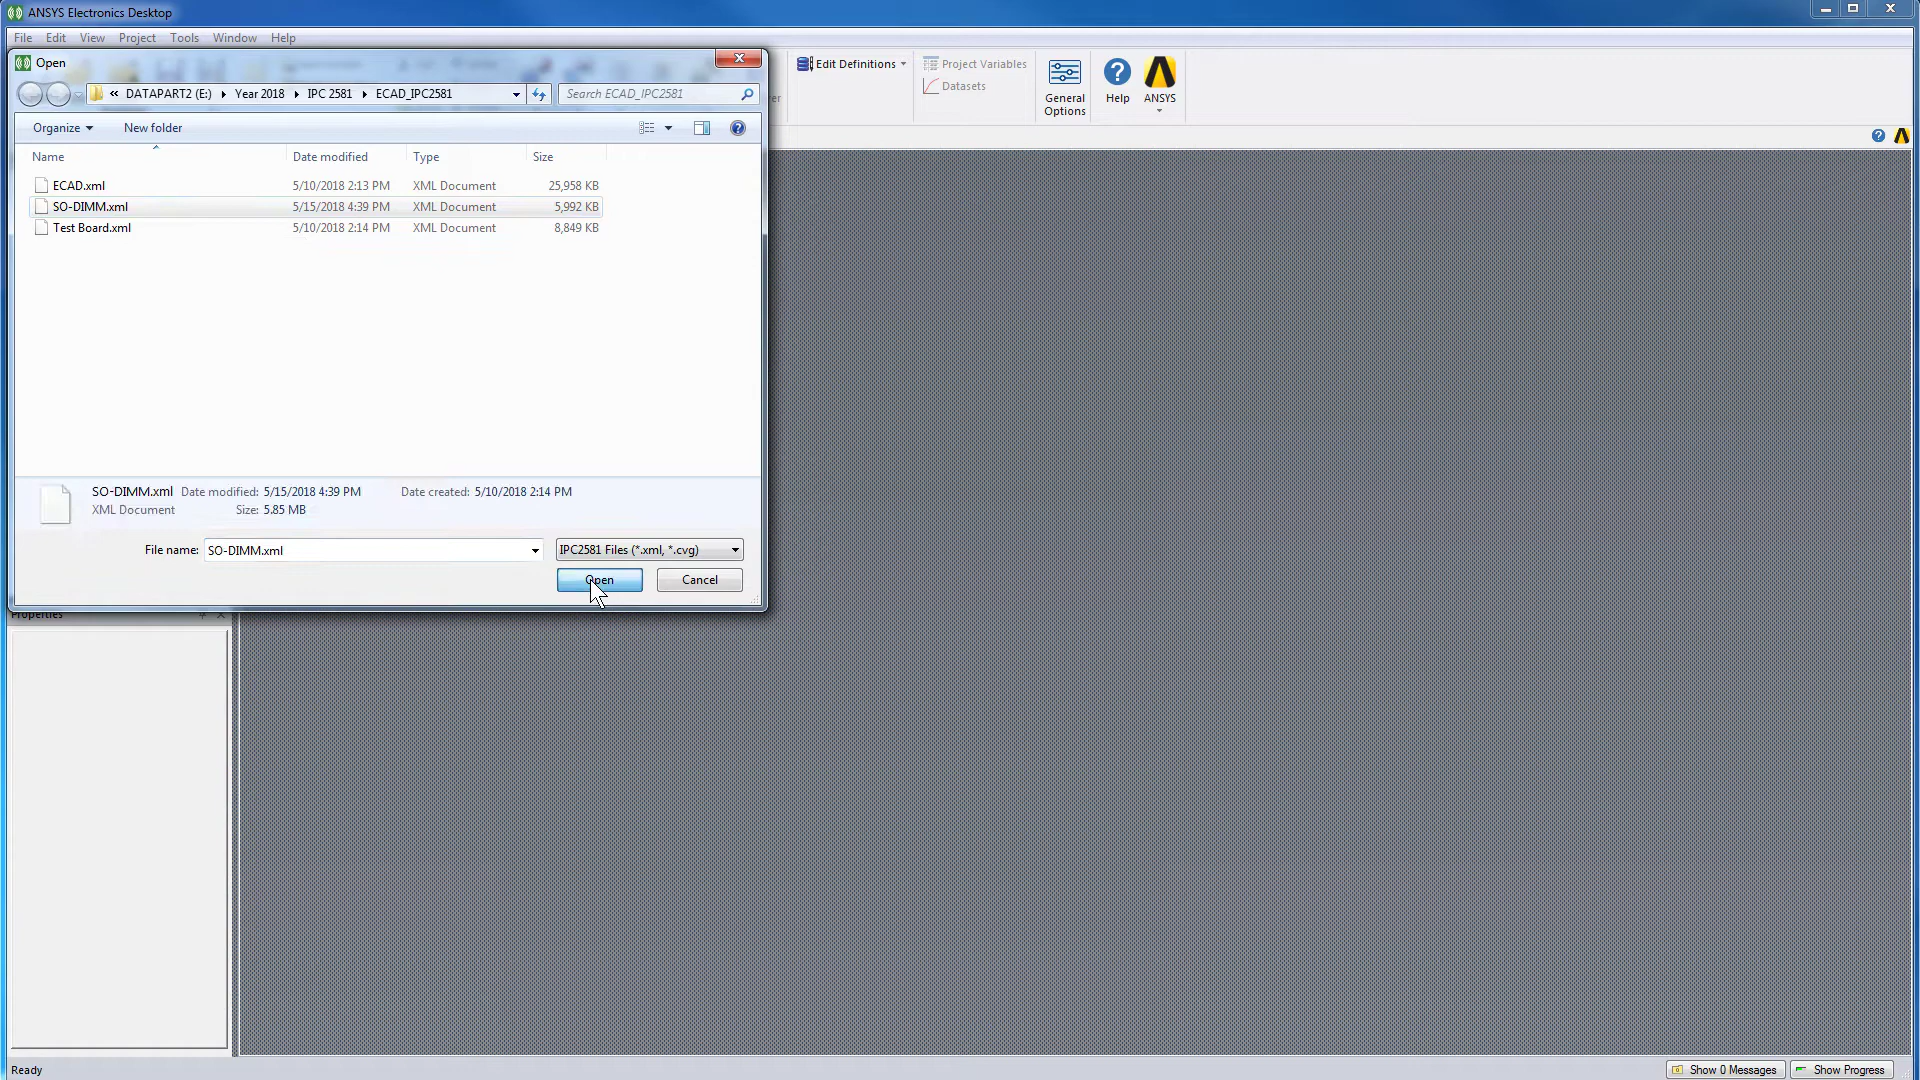 ANSYS Electronics Desktop
File Edit View Project Tools Window Help
Open
« DATAPART2 (E:) Year 2018 IPC 2581 ECAD_IPC2581 Search ECAD_IPC2581
Organize New folder
Name Date modified Type Size
ECAD.xml 5/10/2018 2:13 PM XML Document 25,958 KB
SO-DIMM.xml 5/15/2018 4:39 PM XML Document 5,992 KB
Test Board.xml 5/10/2018 2:14 PM XML Document 8,849 KB
SO-DIMM.xml Date modified: 5/15/2018 4:39 PM Date created: 5/10/2018 2:14 PM
XML Document Size: 5.85 MB
File name: SO-DIMM.xml IPC2581 Files (*.xml, *.cvg)
Open Cancel
Edit Definitions Project Variables
Datasets
General Options Help ANSYS
Properties
Ready Show 0 Messages Show Progress